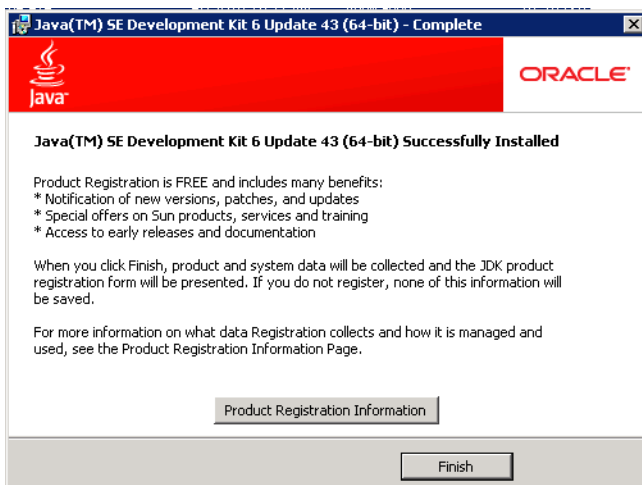 Java(TM) SE Development Kit 6 Update 43 (64-bit) - Complete
Java™
ORACLE®
Java(TM) SE Development Kit 6 Update 43 (64-bit) Successfully Installed
Product Registration is FREE and includes many benefits:
* Notification of new versions, patches, and updates
* Special offers on Sun products, services and training
* Access to early releases and documentation
When you click Finish, product and system data will be collected and the JDK product
registration form will be presented. If you do not register, none of this information will
be saved.
For more information on what data Registration collects and how it is managed and
used, see the Product Registration Information Page.
Product Registration Information
Finish